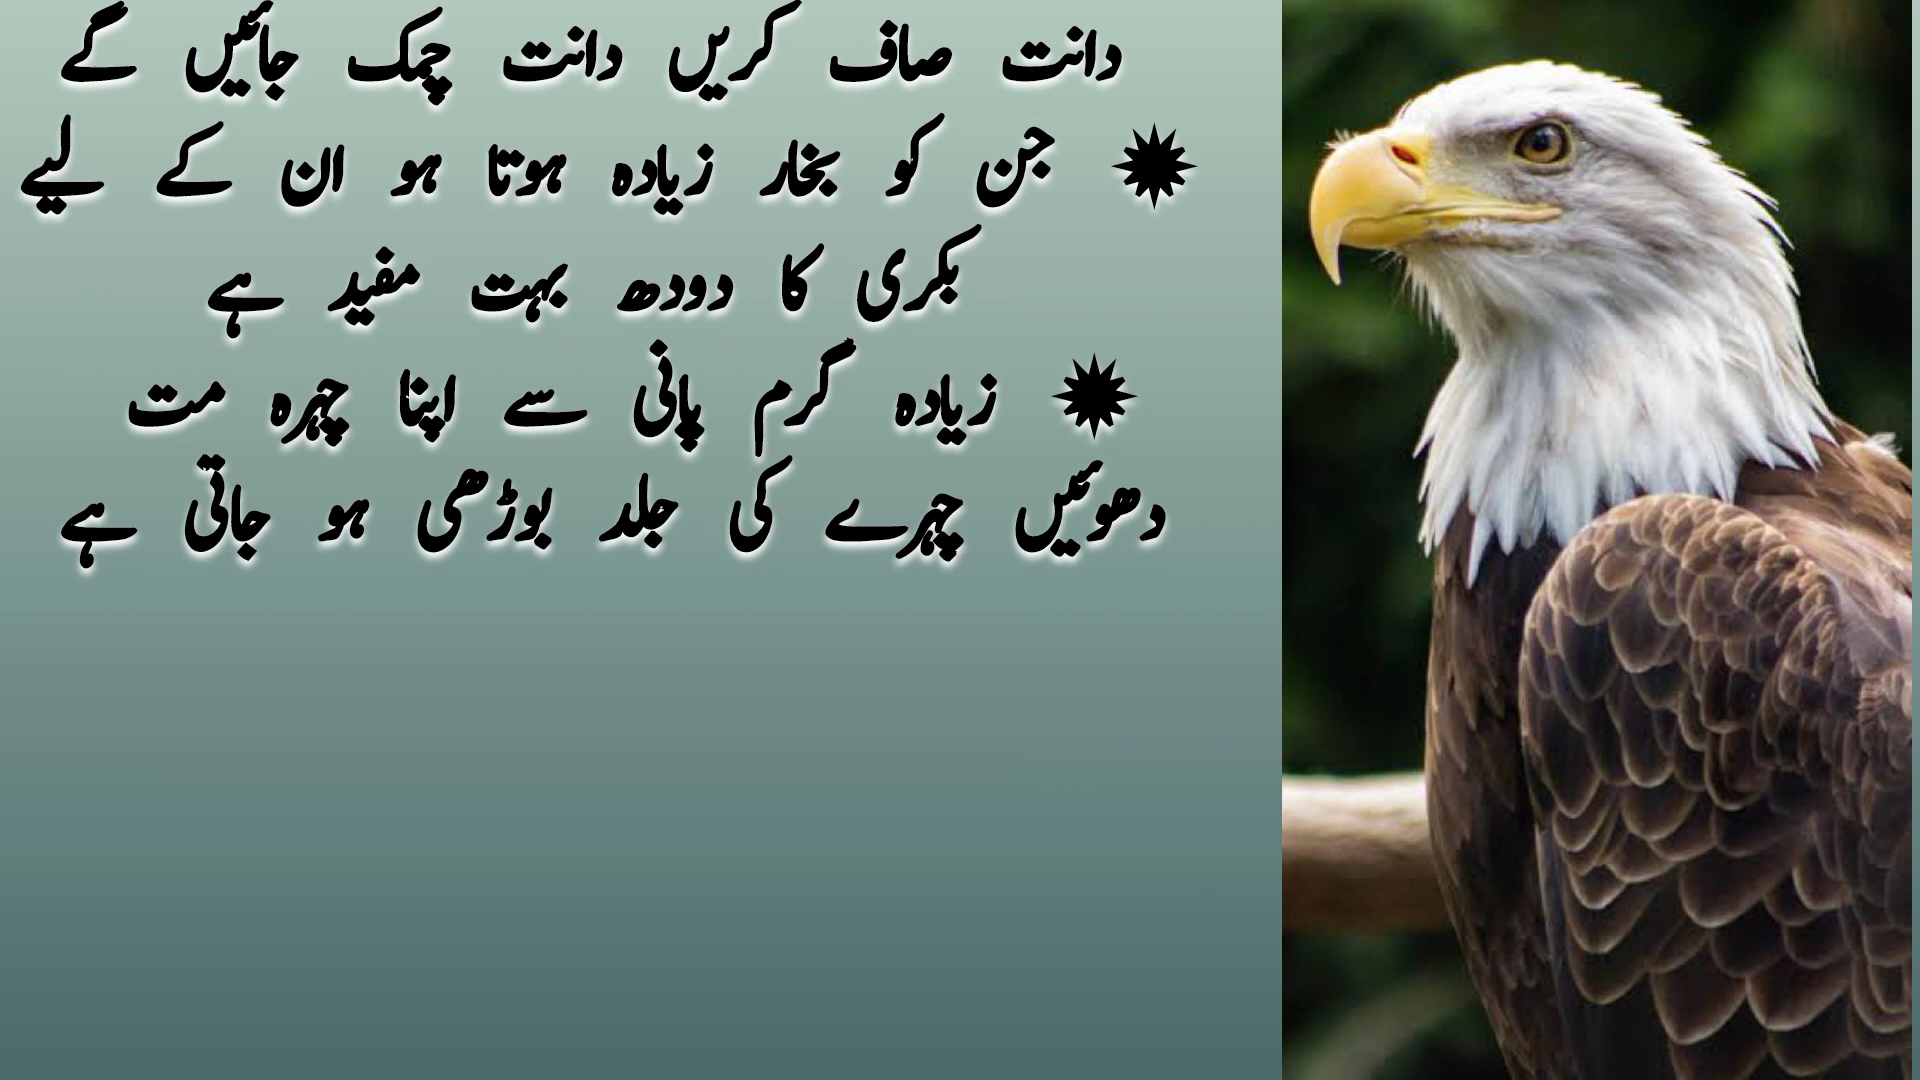 دانت صاف کریں دانت چمک جائیں گے
✹ جن کو بخار زیادہ ہوتا ہو ان کے لیے
بکری کا دودھ بہت مفید ہے
✹ زیادہ گرم پانی سے اپنا چہرہ مت
دھوئیں چہرے کی جلد بوڑھی ہو جاتی ہے